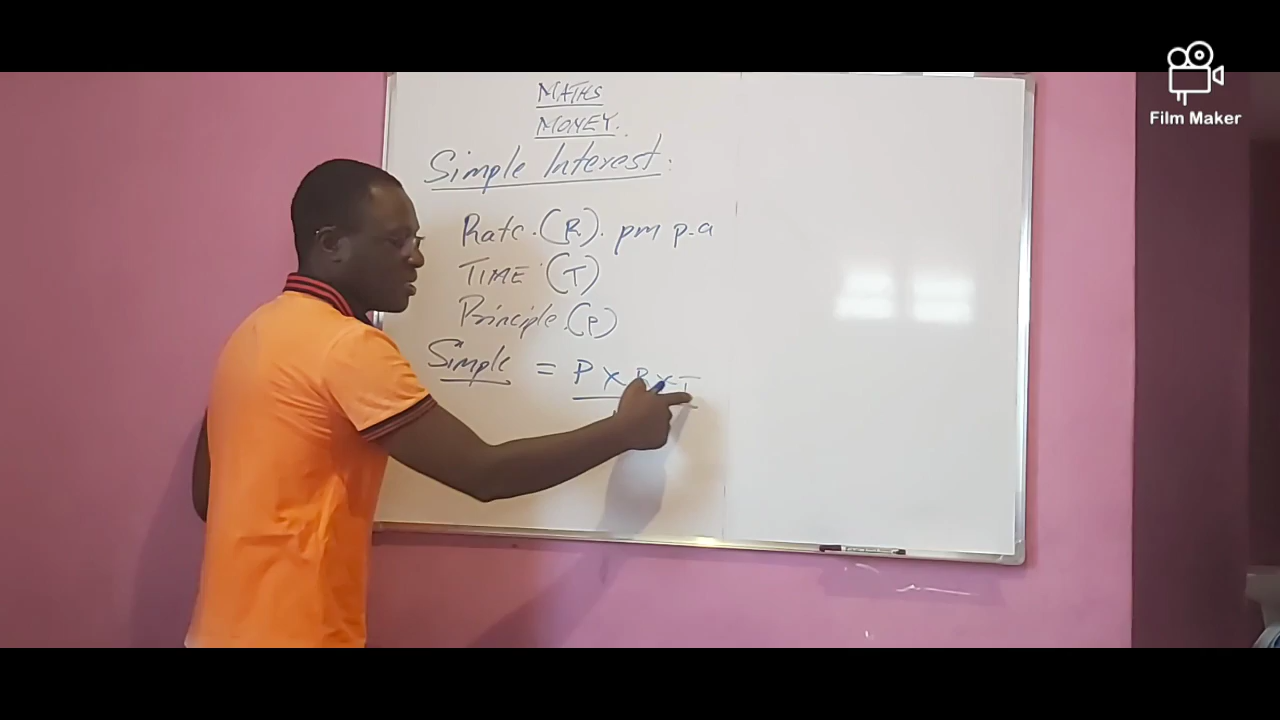 MATHS
MONEY.
Simple Interest:
Rate.(R). pm p.a
TIME (T)
Principle.(P)
Simple = P X R X T
Film Maker